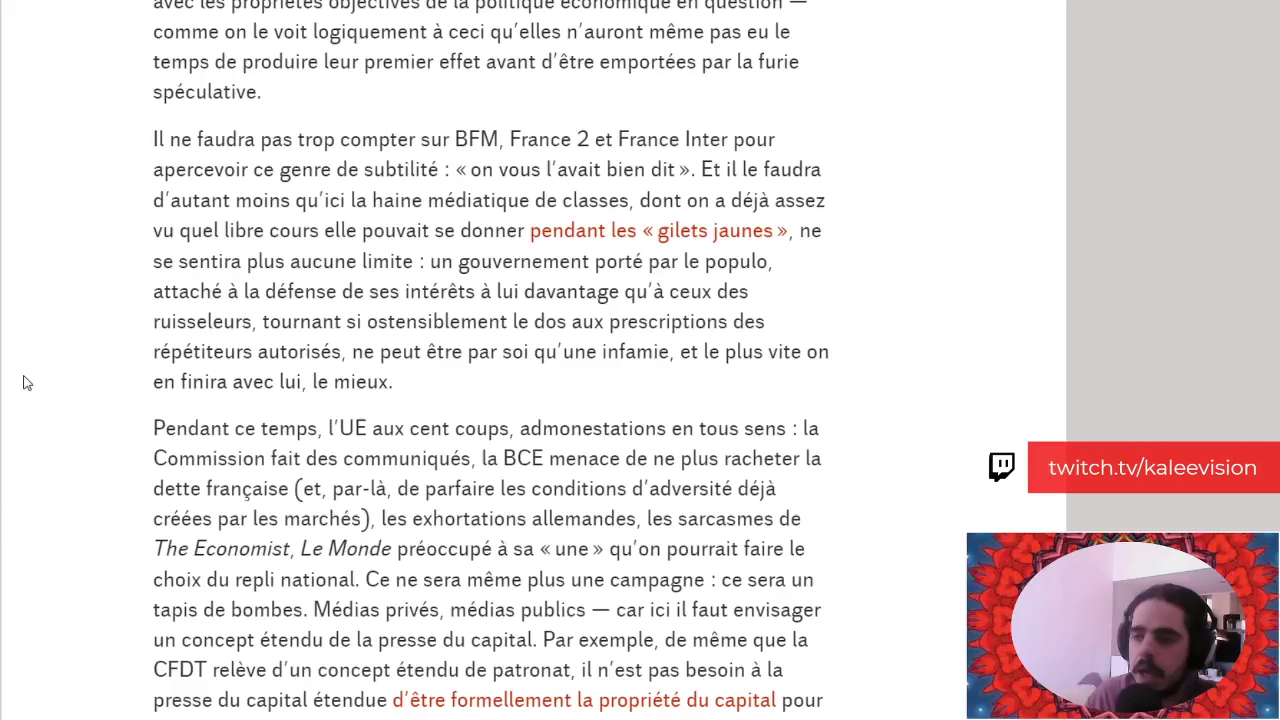 avec les propriétés objectives de la politique économique en question —
comme on le voit logiquement à ceci qu’elles n’auront même pas eu le
temps de produire leur premier effet avant d’être emportées par la furie
spéculative.
Il ne faudra pas trop compter sur BFM, France 2 et France Inter pour
apercevoir ce genre de subtilité : « on vous l’avait bien dit ». Et il le faudra
d’autant moins qu’ici la haine médiatique de classes, dont on a déjà assez
vu quel libre cours elle pouvait se donner pendant les « gilets jaunes », ne
se sentira plus aucune limite : un gouvernement porté par le populo,
attaché à la défense de ses intérêts à lui davantage qu’à ceux des
ruisseleurs, tournant si ostensiblement le dos aux prescriptions des
répétiteurs autorisés, ne peut être par soi qu’une infamie, et le plus vite on
en finira avec lui, le mieux.
Pendant ce temps, l’UE aux cent coups, admonestations en tous sens : la
Commission fait des communiqués, la BCE menace de ne plus racheter la
dette française (et, par-là, de parfaire les conditions d’adversité déjà
créées par les marchés), les exhortations allemandes, les sarcasmes de
The Economist, Le Monde préoccupé à sa « une » qu’on pourrait faire le
choix du repli national. Ce ne sera même plus une campagne : ce sera un
tapis de bombes. Médias privés, médias publics — car ici il faut envisager
un concept étendu de la presse du capital. Par exemple, de même que la
CFDT relève d’un concept étendu de patronat, il n’est pas besoin à la
presse du capital étendue d’être formellement la propriété du capital pour
twitch.tv/kaleevision